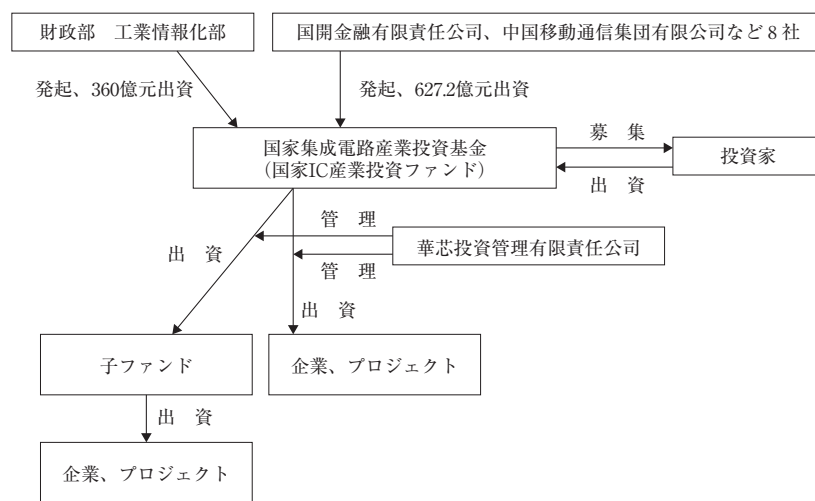 財政部　工業情報化部
国開金融有限責任公司、中国移動通信集団有限公司など8社
発起、360億元出資
発起、627.2億元出資
国家集成電路産業投資基金
（国家IC産業投資ファンド）
募　集
出　資
投資家
管　理
華芯投資管理有限責任公司
管　理
出　資
出　資
子ファンド
企業、プロジェクト
出　資
企業、プロジェクト